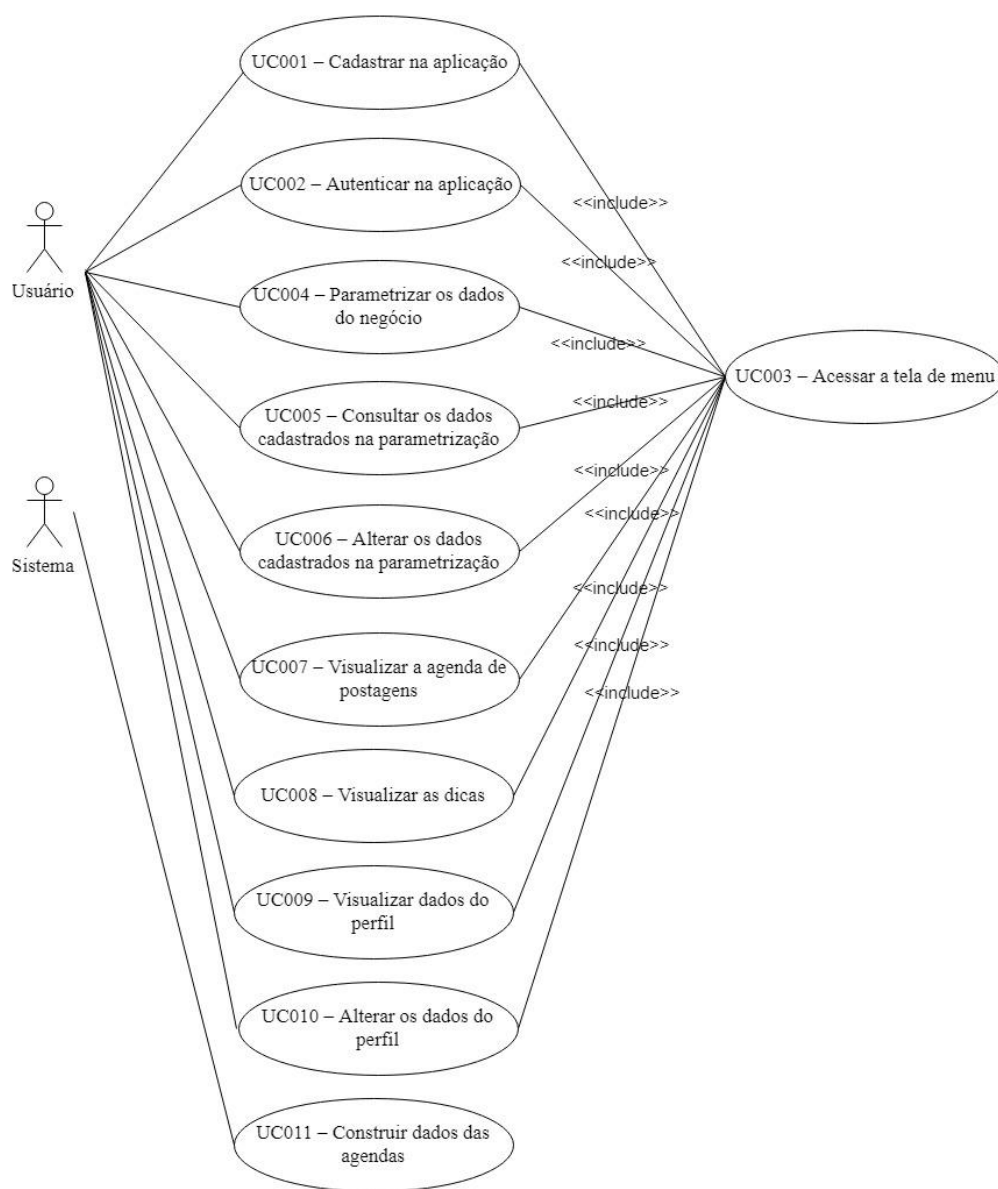 UC001 – Cadastrar na aplicação
UC002 – Autenticar na aplicação
<<include>>
Usuário
<<include>>
UC004 – Parametrizar os dados
do negócio
<<include>>
UC003 – Acessar a tela de menu
UC005 – Consultar os dados
cadastrados na parametrização
<<include>>
<<include>>
Sistema
<<include>>
UC006 – Alterar os dados
cadastrados na parametrização
<<include>>
UC007 – Visualizar a agenda de
postagens
<<include>>
<<include>>
UC008 – Visualizar as dicas
UC009 – Visualizar dados do
perfil
UC010 – Alterar os dados do
perfil
UC011 – Construir dados das
agendas